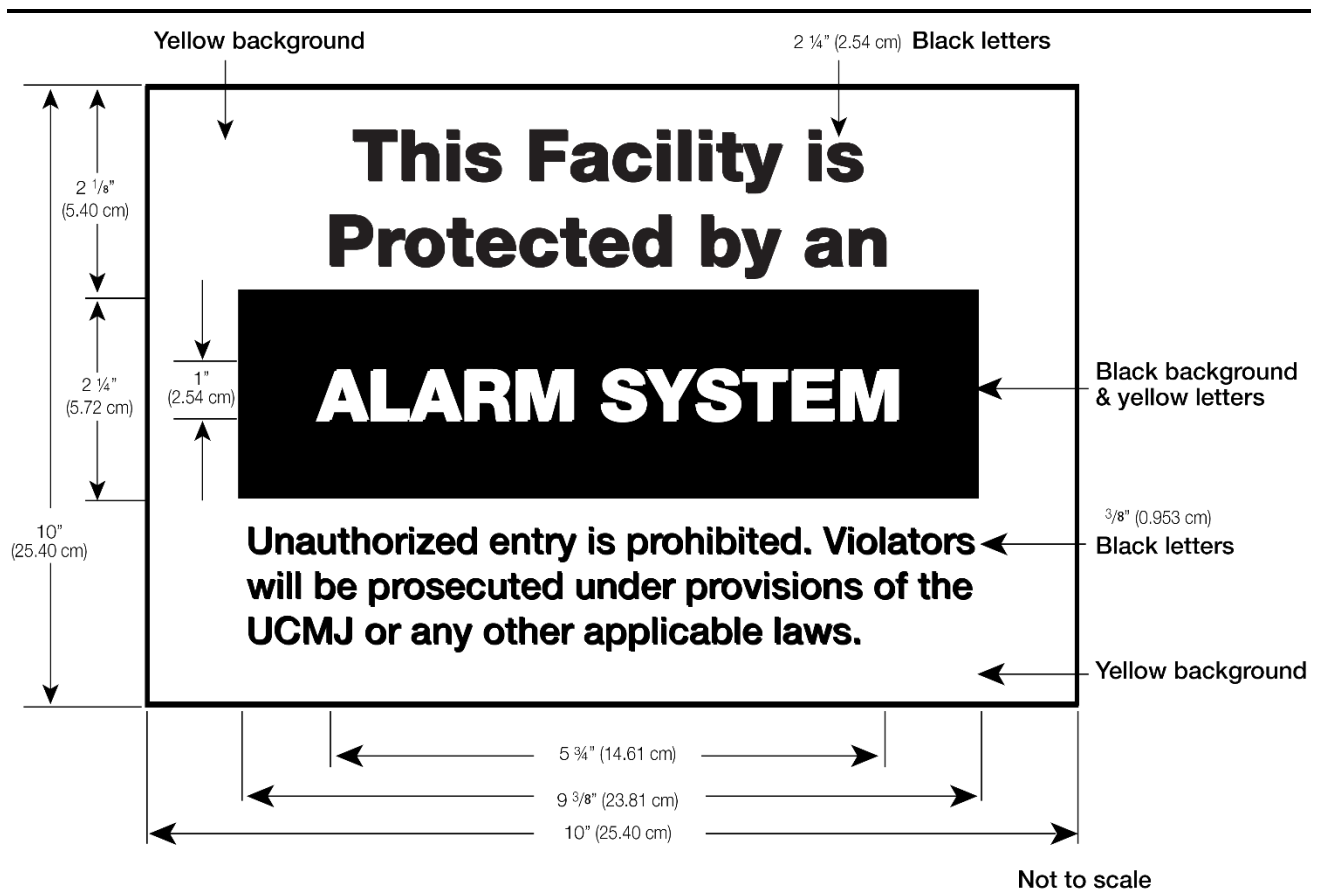 Yellow background
2 ¼” (2.54 cm) Black letters
This Facility is
Protected by an
2 1/8”
(5.40 cm)
2 ¼”
(5.72 cm)
1”
(2.54 cm)
ALARM SYSTEM
Black background
& yellow letters
10”
(25.40 cm)
Unauthorized entry is prohibited. Violators
will be prosecuted under provisions of the
UCMJ or any other applicable laws.
3/8” (0.953 cm)
Black letters
Yellow background
5 ¾” (14.61 cm)
9 3/8” (23.81 cm)
10” (25.40 cm)
Not to scale